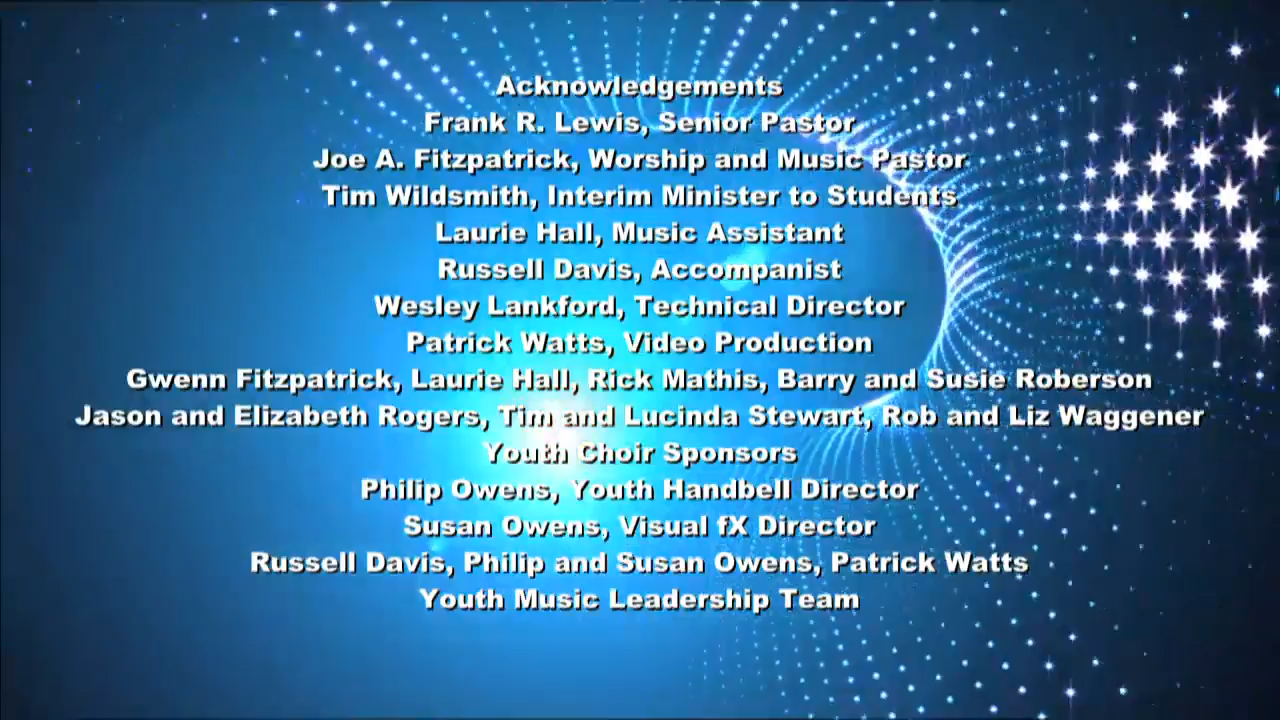 Acknowledgements
Frank R. Lewis, Senior Pastor
Joe A. Fitzpatrick, Worship and Music Pastor
Tim Wildsmith, Interim Minister to Students
Laurie Hall, Music Assistant
Russell Davis, Accompanist
Wesley Lankford, Technical Director
Patrick Watts, Video Production
Gwenn Fitzpatrick, Laurie Hall, Rick Mathis, Barry and Susie Roberson
Jason and Elizabeth Rogers, Tim and Lucinda Stewart, Rob and Liz Waggener
Youth Choir Sponsors
Philip Owens, Youth Handbell Director
Susan Owens, Visual fX Director
Russell Davis, Philip and Susan Owens, Patrick Watts
Youth Music Leadership Team